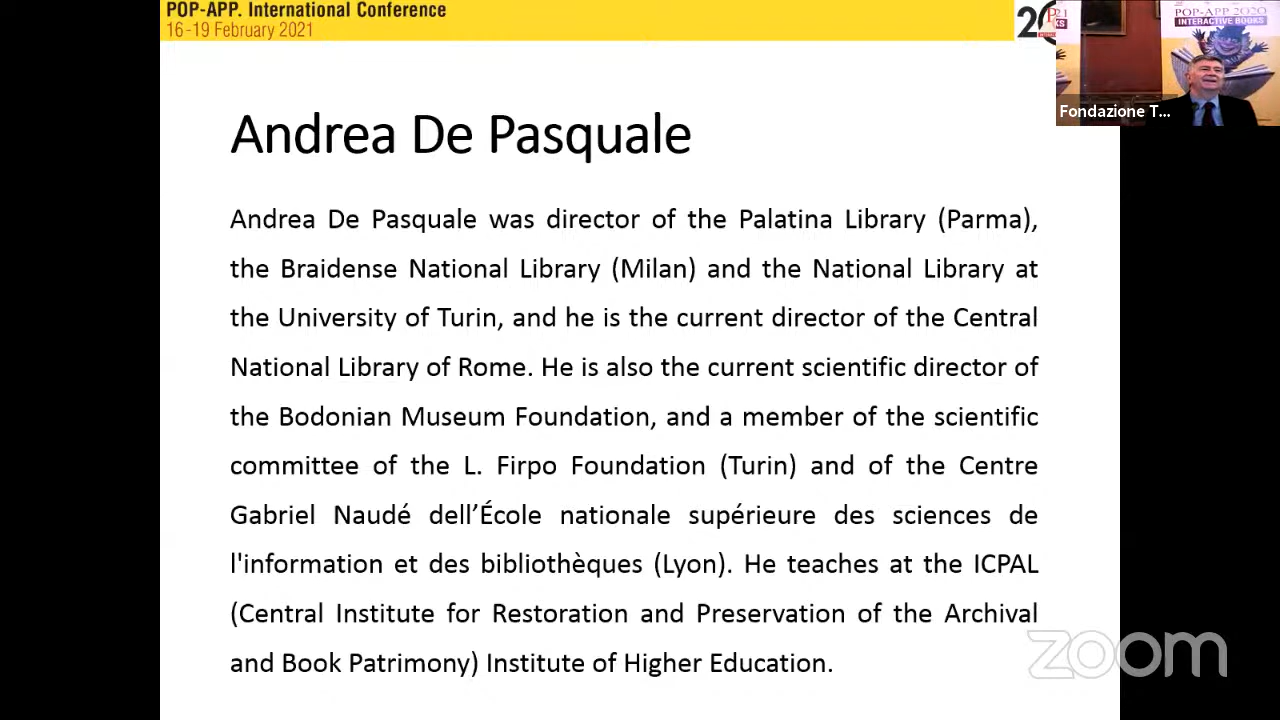 POP-APP. International Conference
16-19 February 2021
POP-APP 2020
INTERACTIVE BOOKS
Fondazione T...
Andrea De Pasquale
Andrea De Pasquale was director of the Palatina Library (Parma),
the Braidense National Library (Milan) and the National Library at
the University of Turin, and he is the current director of the Central
National Library of Rome. He is also the current scientific director of
the Bodonian Museum Foundation, and a member of the scientific
committee of the L. Firpo Foundation (Turin) and of the Centre
Gabriel Naudé dell’École nationale supérieure des sciences de
l'information et des bibliothèques (Lyon). He teaches at the ICPAL
(Central Institute for Restoration and Preservation of the Archival
and Book Patrimony) Institute of Higher Education.
zoom